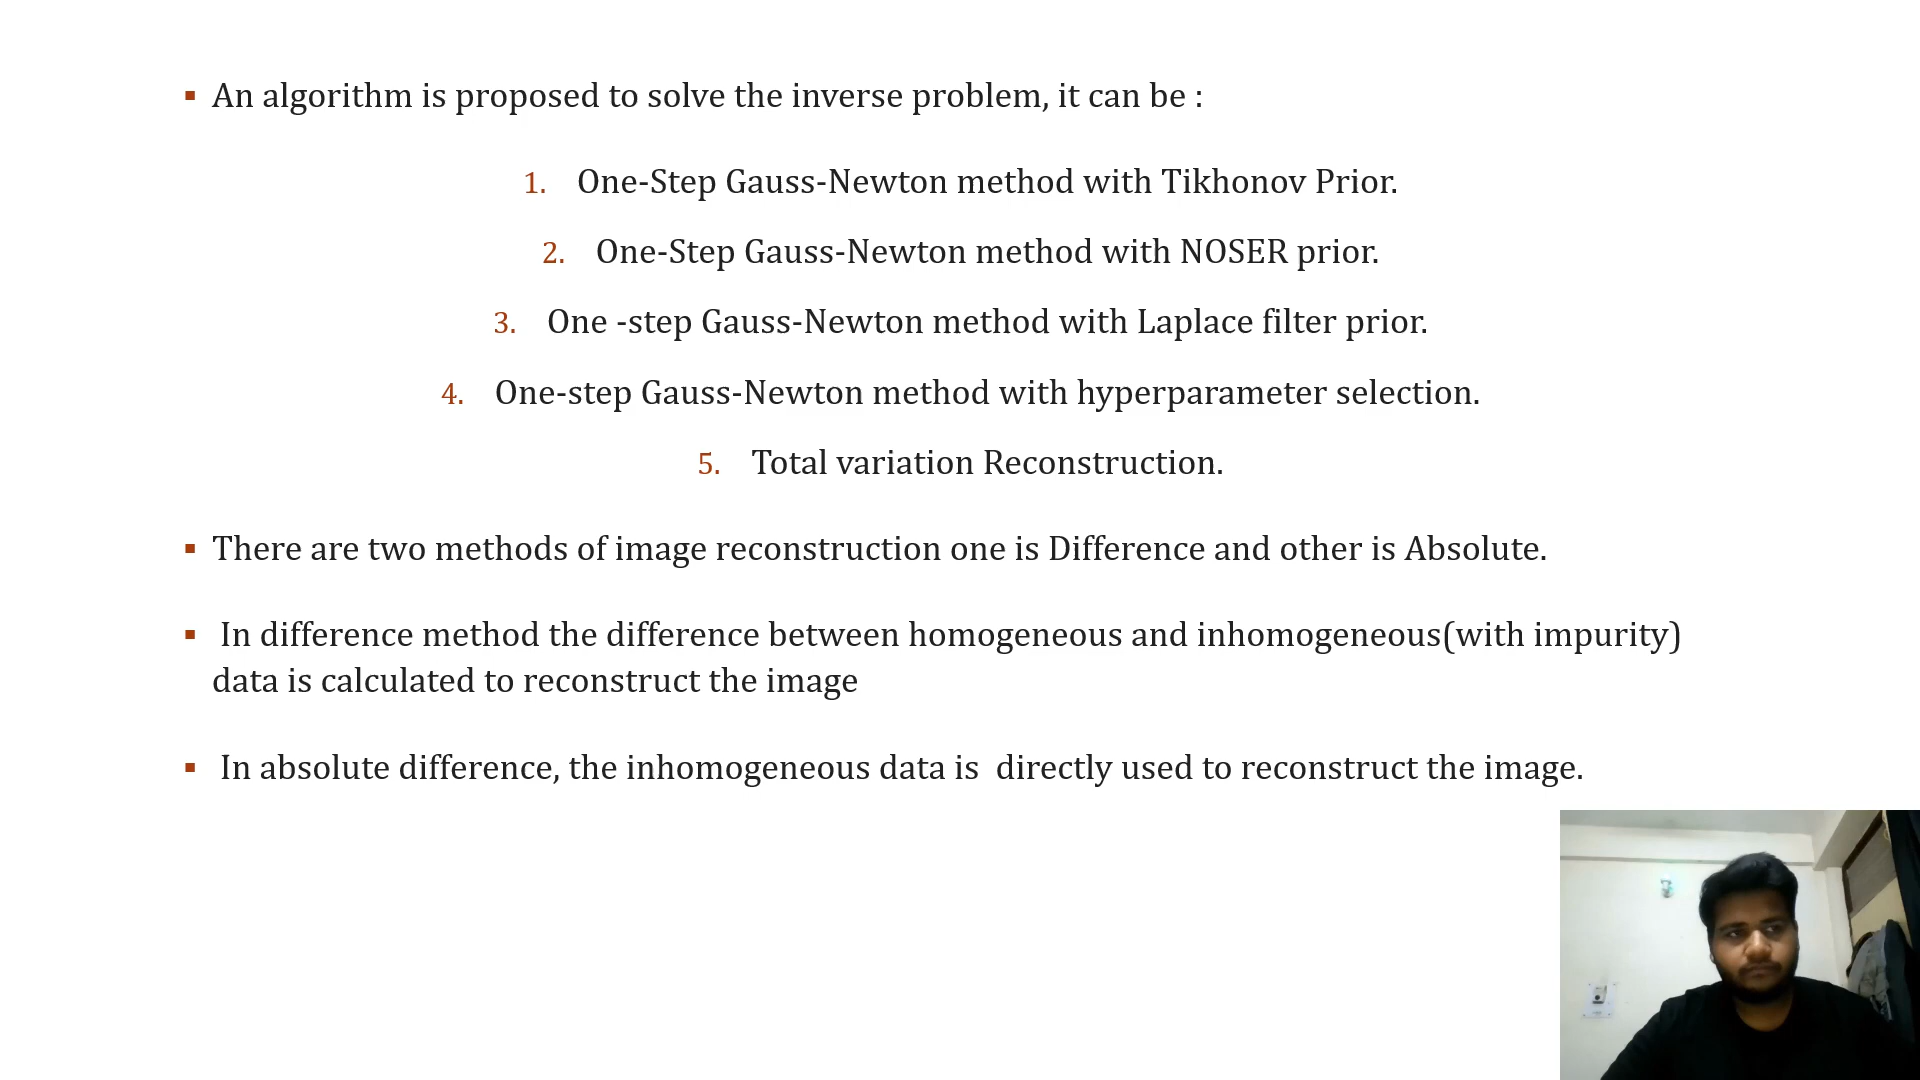 An algorithm is proposed to solve the inverse problem, it can be :
1. One-Step Gauss-Newton method with Tikhonov Prior.
2. One-Step Gauss-Newton method with NOSER prior.
3. One -step Gauss-Newton method with Laplace filter prior.
4. One-step Gauss-Newton method with hyperparameter selection.
5. Total variation Reconstruction.
There are two methods of image reconstruction one is Difference and other is Absolute.
In difference method the difference between homogeneous and inhomogeneous(with impurity)
data is calculated to reconstruct the image
In absolute difference, the inhomogeneous data is  directly used to reconstruct the image.